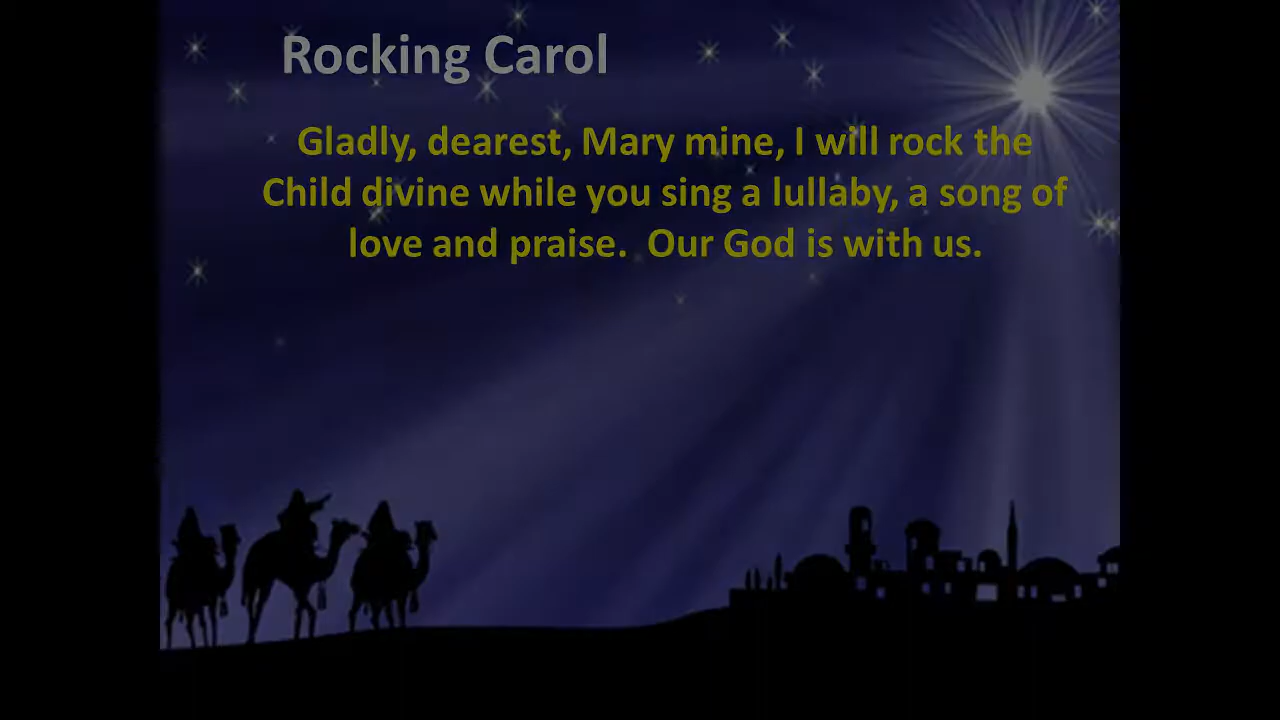 Rocking Carol
Gladly, dearest, Mary mine, I will rock the
Child divine while you sing a lullaby, a song of
love and praise.  Our God is with us.